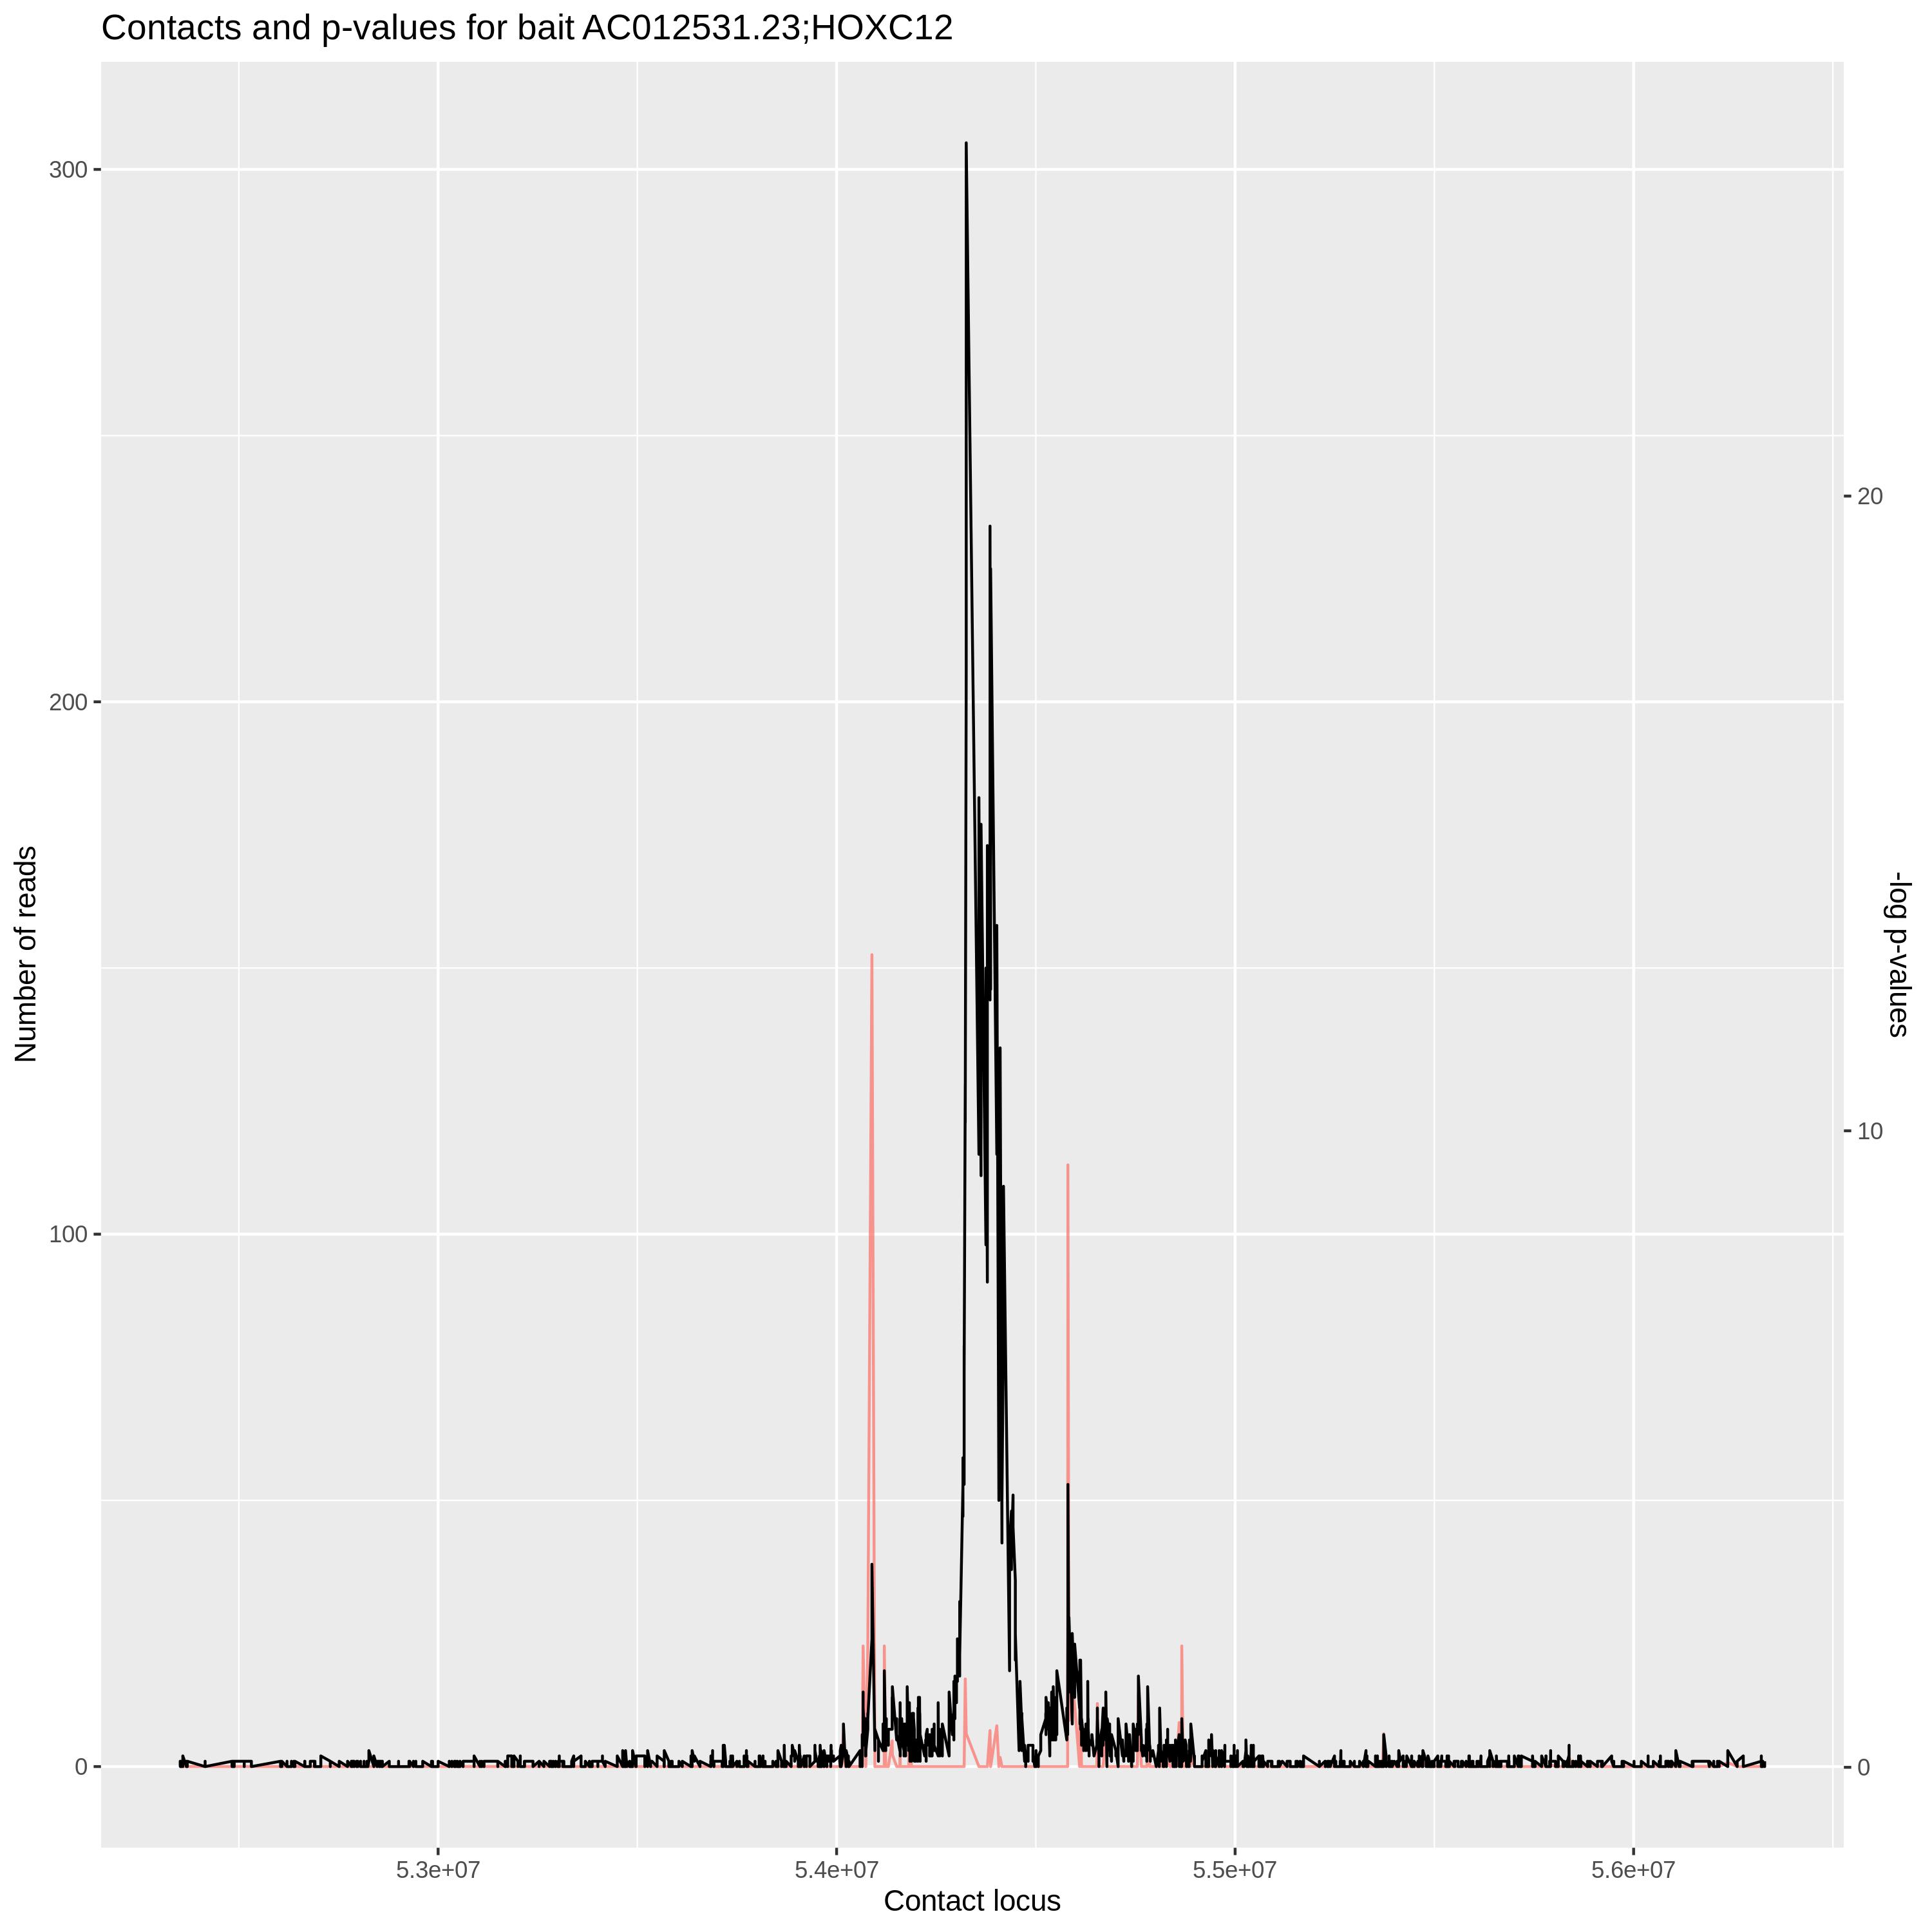 Contacts and p-values for bait AC012531.23;HOXC12
300
200
100
0
Number of reads
20
10
0
-log p-values
5.3e+07
5.4e+07
5.5e+07
5.6e+07
Contact locus